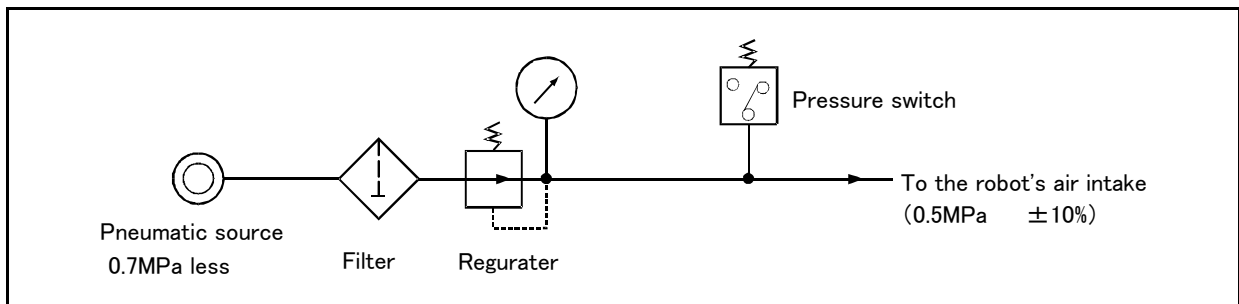 Pressure switch
To the robot's air intake
(0.5MPa ±10%)
Pneumatic source
0.7MPa less
Filter
Regurater